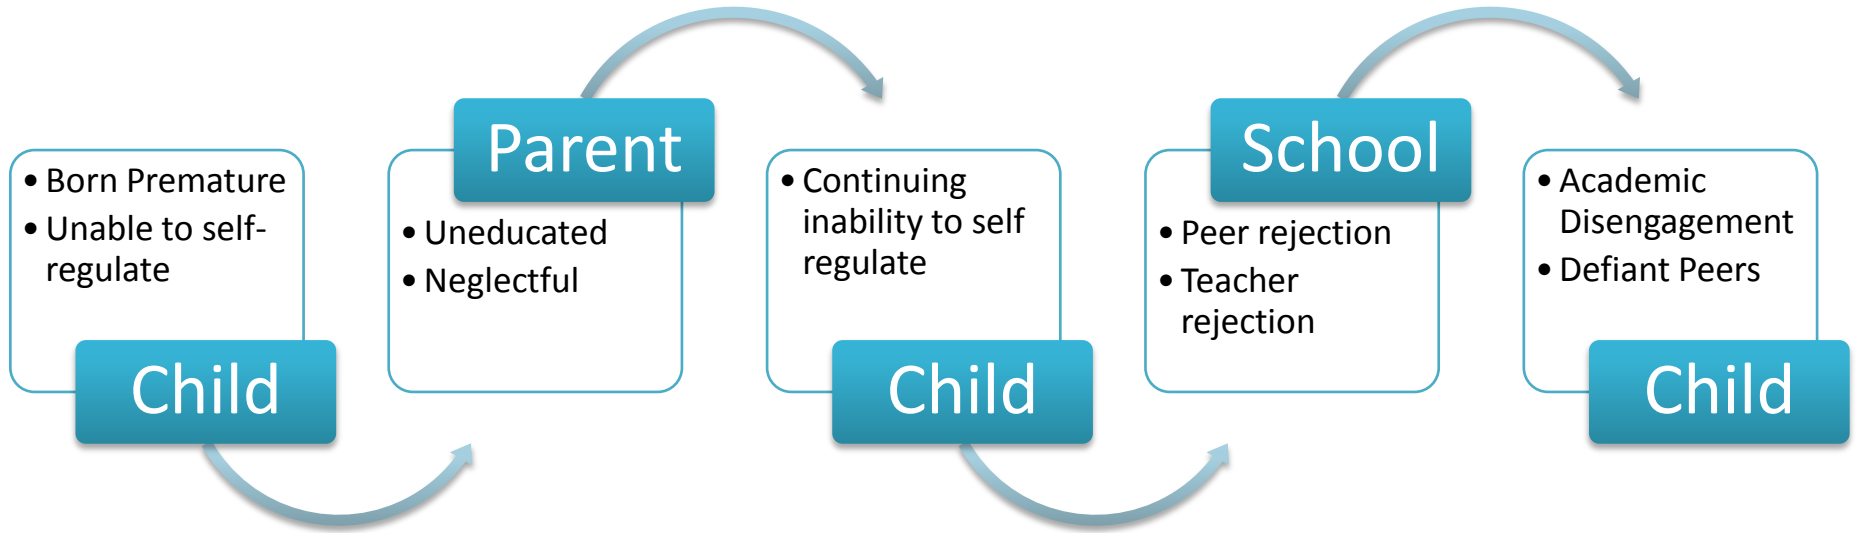 • Born Premature
• Unable to self-
regulate
Child
Parent
• Uneducated
• Neglectful
• Continuing
inability to self
regulate
Child
School
• Peer rejection
• Teacher
rejection
• Academic
Disengagement
• Defiant Peers
Child